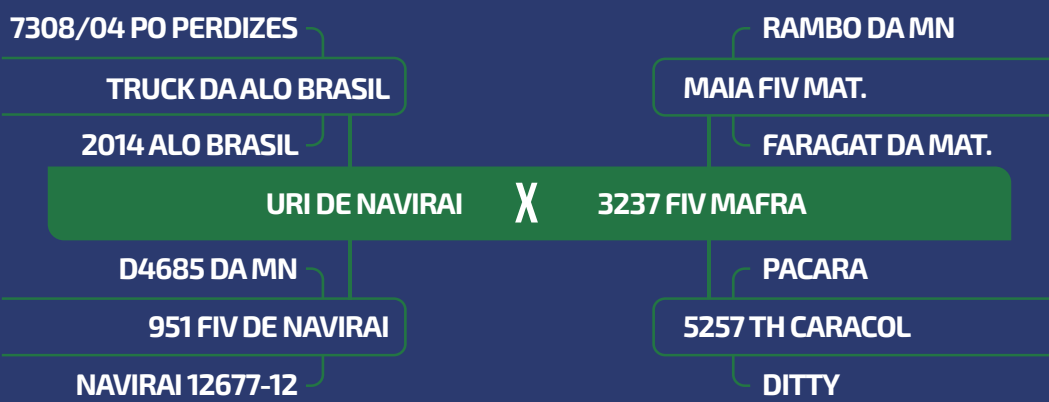 7308/04 PO PERDIZES
RAMBO DA MN
TRUCK DA ALO BRASIL
MAIA FIV MAT.
2014 ALO BRASIL
FARAGAT DA MAT.
URI DE NAVIRAI X 3237 FIV MAFRA
D4685 DA MN
PACARA
951 FIV DE NAVIRAI
5257 TH CARACOL
NAVIRAI 12677-12
DITTY